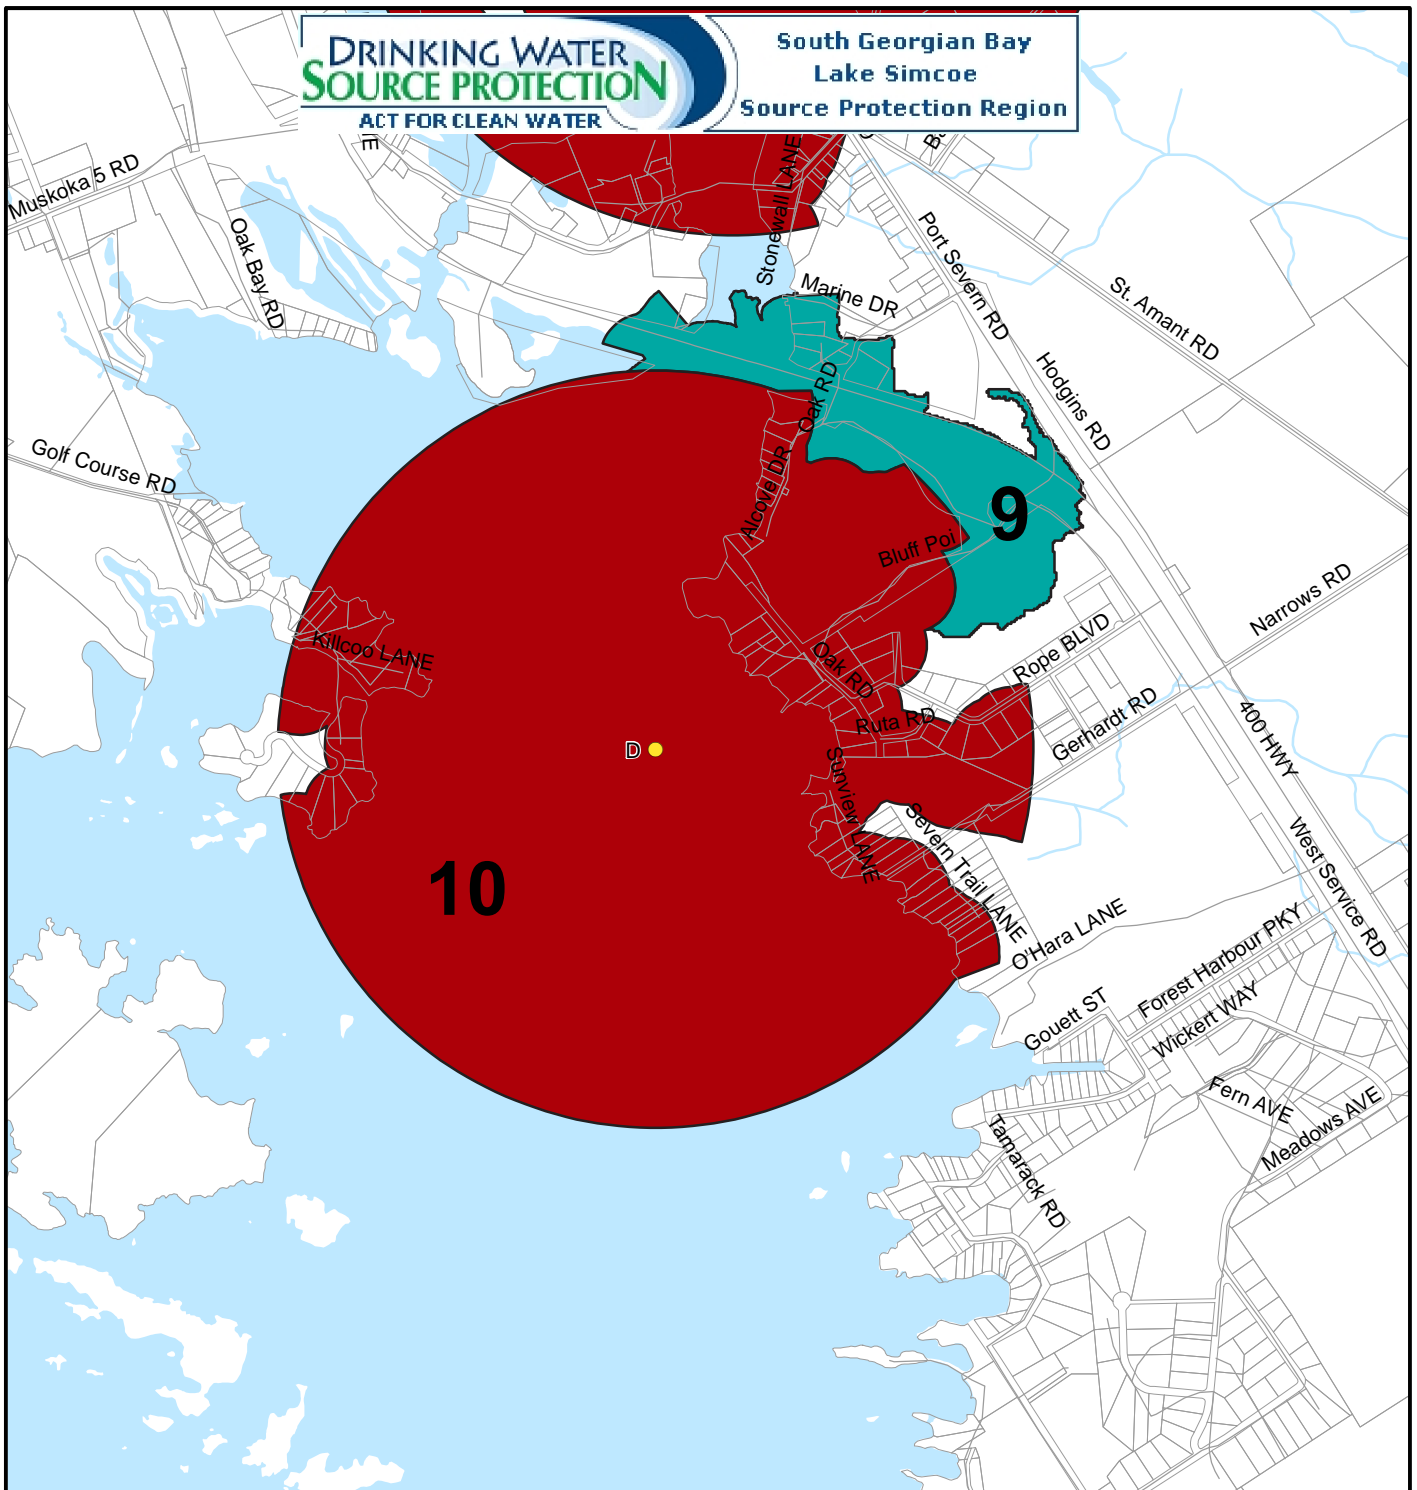 DRINKING WATER
SOURCE PROTECTION
ACT FOR CLEAN WATER
South Georgian Bay
Lake Simcoe
Source Protection Region
Muskoka 5 RD
Oak Bay RD
Stonewall LANE
Marine DR
Port Severn RD
St. Amant RD
Hodgins RD
Golf Course RD
Oak RD
Alcove DR
9
Bluff Poi
Narrows RD
Killcoo LANE
Oak RD
Rope BLVD
Ruta RD
Gerhardt RD
400 HWY
D
Sunview LANE
Severn Trail LANE
West Service RD
10
O'Hara LANE
Forest Harbour PKY
Gouett ST
Wickert WAY
Fern AVE
Meadows AVE
Tamarack RD